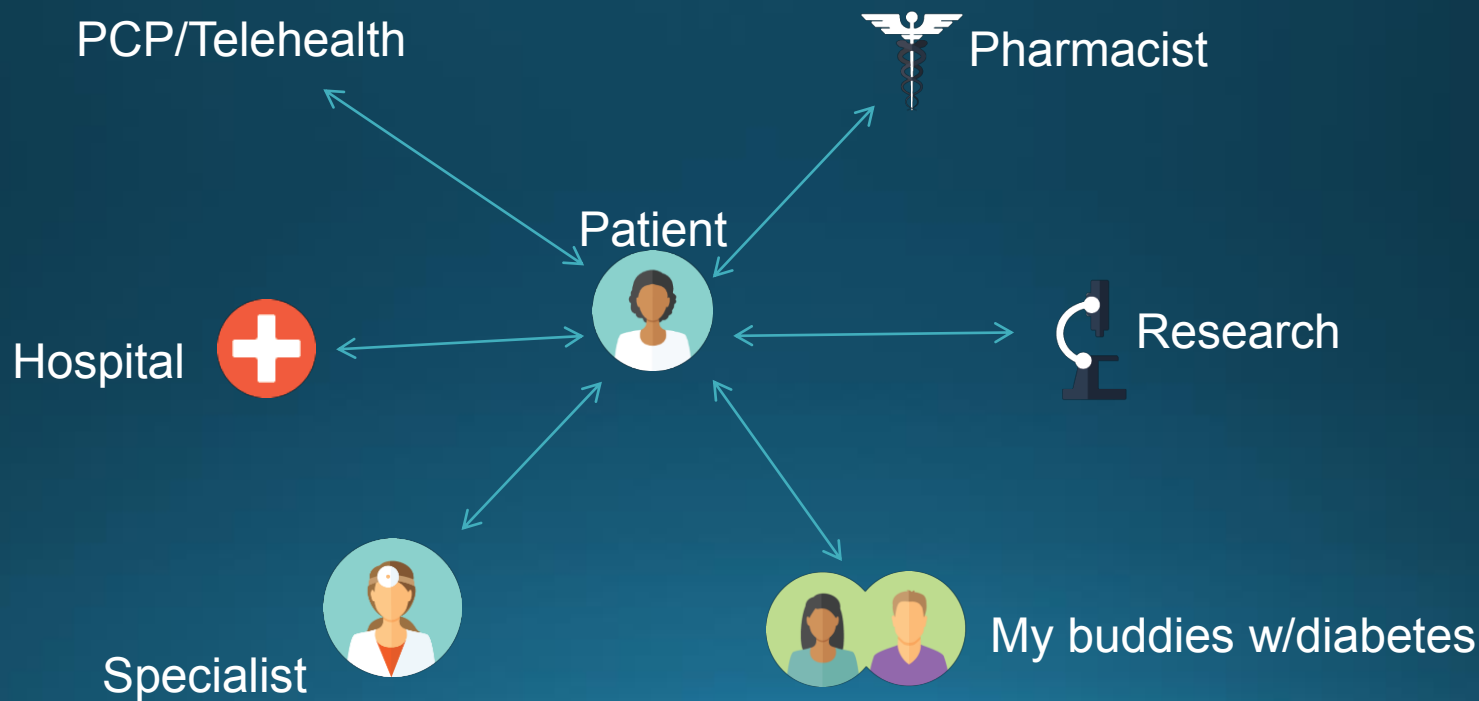 PCP/Telehealth
Pharmacist
Patient
Hospital
Research
Specialist
My buddies w/diabetes